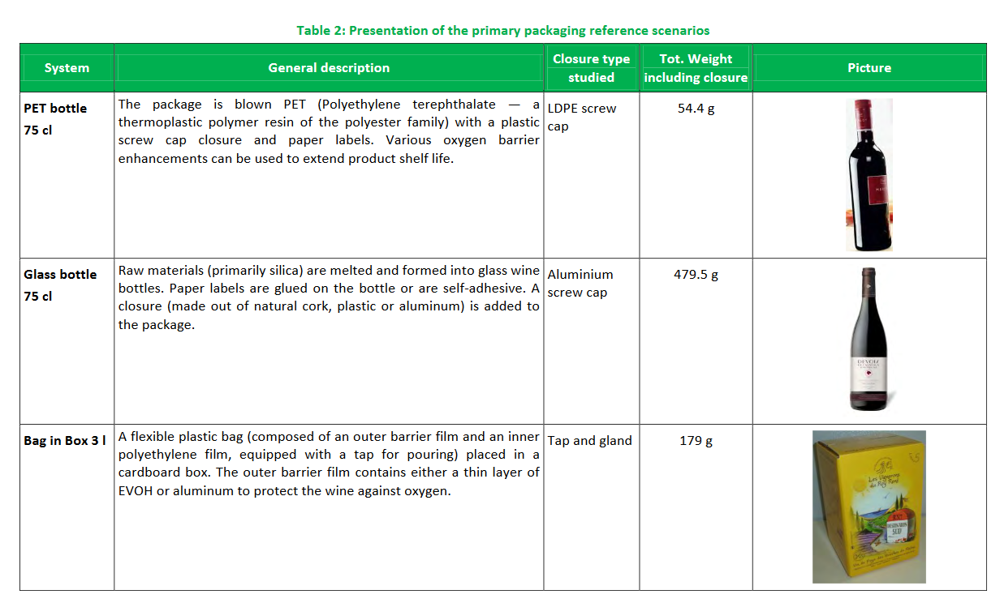 Table 2: Presentation of the primary packaging reference scenarios
System
General description
Closure type
studied
Tot. Weight
including closure
Picture
PET bottle
75 cl
The package is blown PET (Polyethylene terephthalate — a
thermoplastic polymer resin of the polyester family) with a plastic
screw cap closure and paper labels. Various oxygen barrier
enhancements can be used to extend product shelf life.
LDPE screw
cap
54.4 g
Glass bottle
75 cl
Raw materials (primarily silica) are melted and formed into glass wine
bottles. Paper labels are glued on the bottle or are self-adhesive. A
closure (made out of natural cork, plastic or aluminum) is added to
the package.
Aluminium
screw cap
479.5 g
DEVOIZ
Bag in Box 3 l
A flexible plastic bag (composed of an outer barrier film and an inner
polyethylene film, equipped with a tap for pouring) placed in a
cardboard box. The outer barrier film contains either a thin layer of
EVOH or aluminum to protect the wine against oxygen.
Tap and gland
179 g
Les Vignerons
du Roy René
DESTINATION
SUD